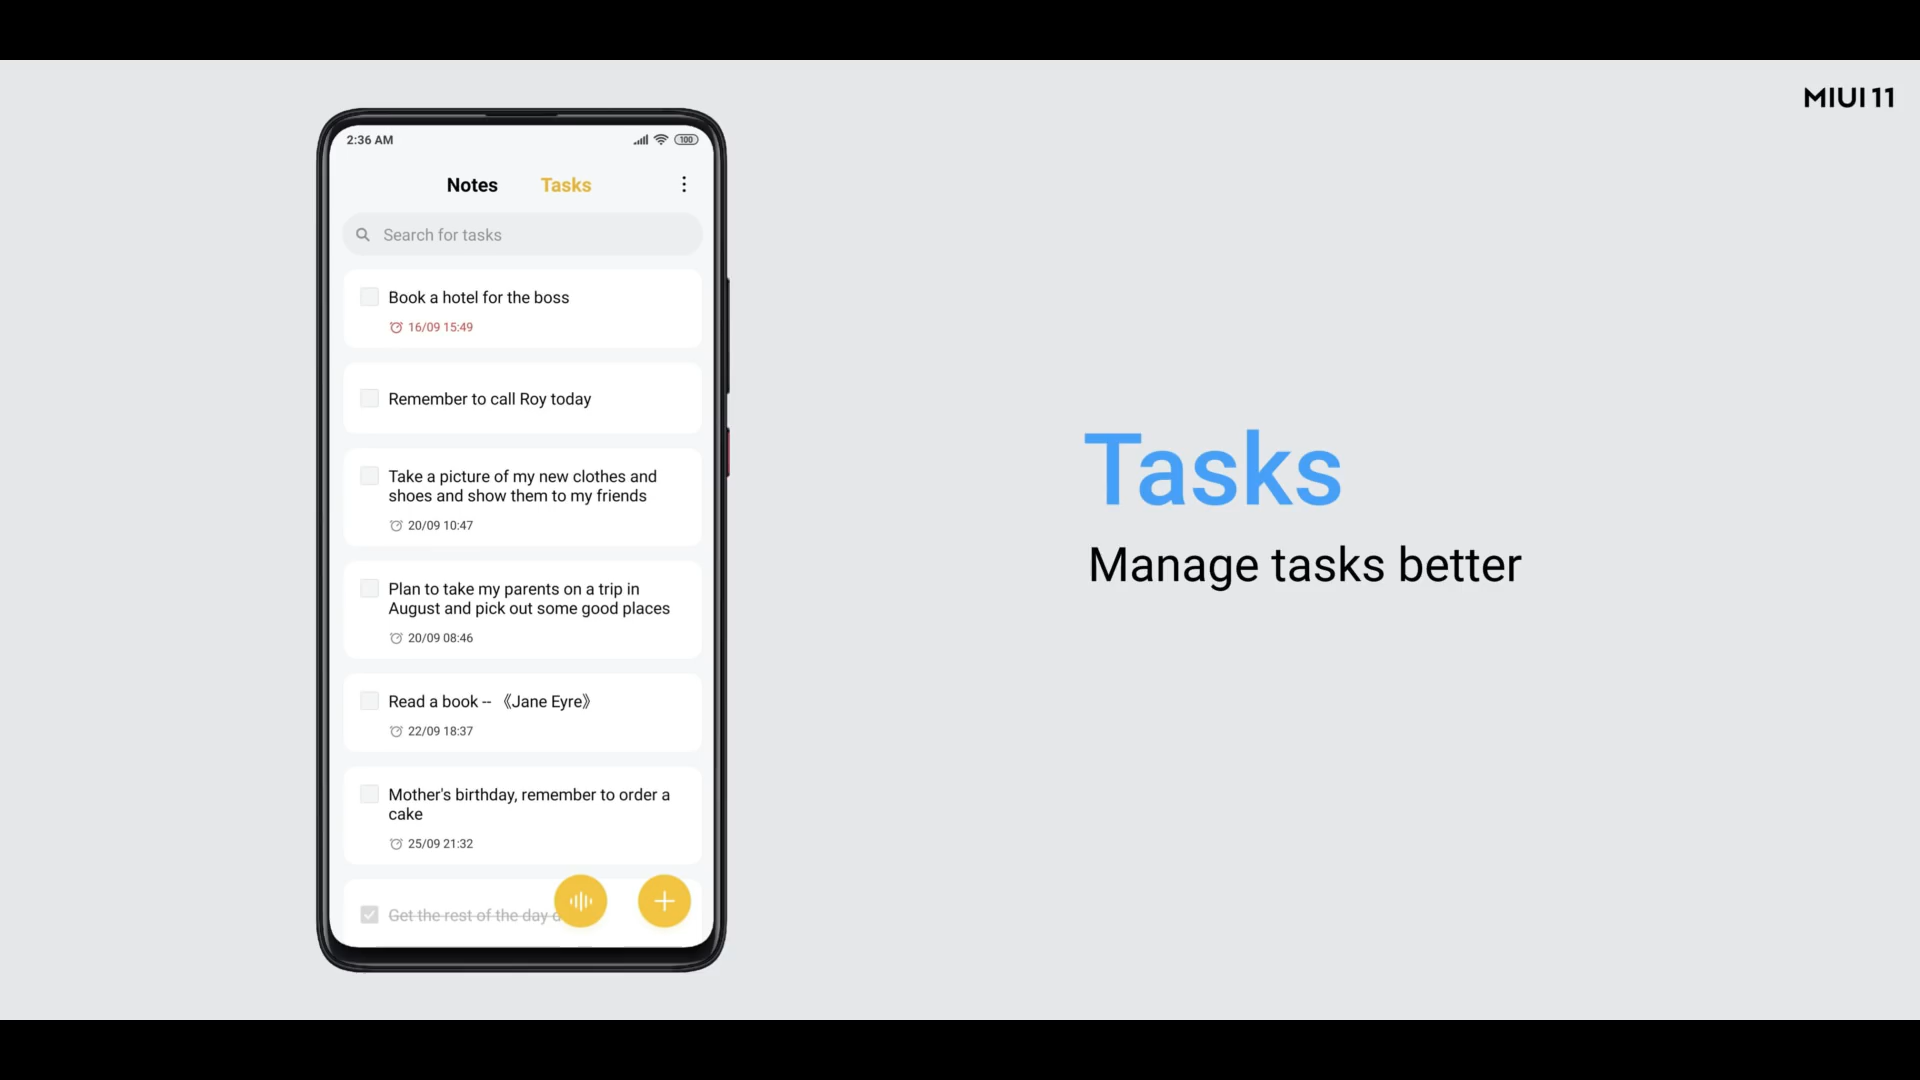 MIUI 11
2:36 AM
100
Notes Tasks
Search for tasks
Book a hotel for the boss
16/09 15:49
Remember to call Roy today
Take a picture of my new clothes and
shoes and show them to my friends
20/09 10:47
Plan to take my parents on a trip in
August and pick out some good places
20/09 08:46
Read a book -- 《Jane Eyre》
22/09 18:37
Mother's birthday, remember to order a
cake
25/09 21:32
Get the rest of the day
Tasks
Manage tasks better